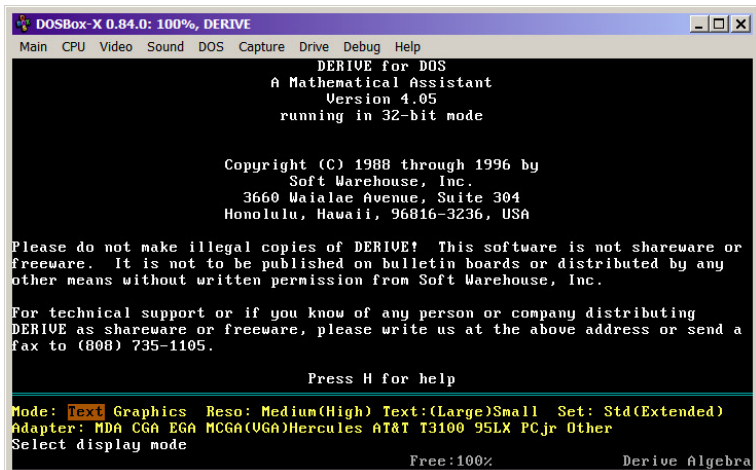 DOSBox-X 0.84.0: 100%, DERIVE
Main CPU Video Sound DOS Capture Drive Debug Help
DERIVE for DOS
A Mathematical Assistant
Version 4.05
running in 32-bit mode
Copyright (C) 1988 through 1996 by
Soft Warehouse, Inc.
3660 Waialae Avenue, Suite 304
Honolulu, Hawaii, 96816-3236, USA
Please do not make illegal copies of DERIVE! This software is not shareware or
freeware. It is not to be published on bulletin boards or distributed by any
other means without written permission from Soft Warehouse, Inc.
For technical support or if you know of any person or company distributing
DERIVE as shareware or freeware, please write us at the above address or send a
fax to (808) 735-1105.
Press H for help
Mode: Text Graphics Reso: Medium(High) Text:(Large)Small Set: Std(Extended)
Adapter: MDA CGA EGA MCGA(VGA)Hercules AT&T T3100 95LX PCjr Other
Select display mode
Free:100% Derive Algebra